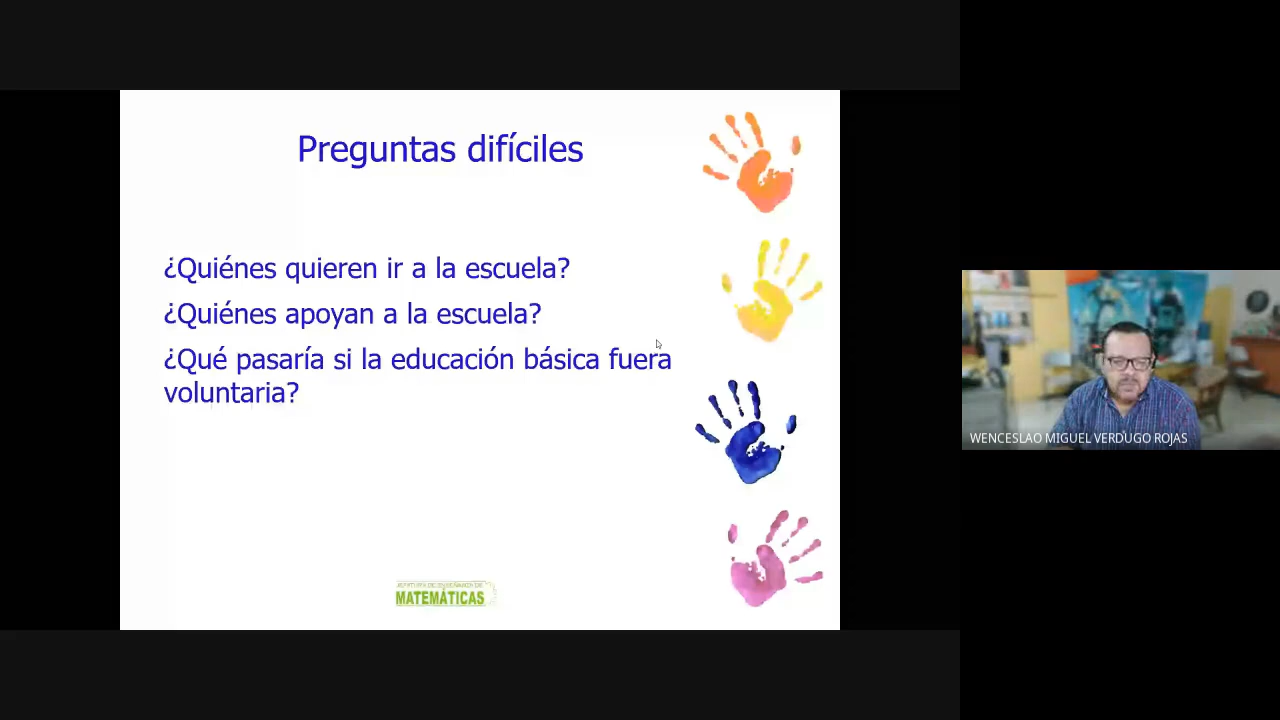 Preguntas difíciles
¿Quiénes quieren ir a la escuela?
¿Quiénes apoyan a la escuela?
¿Qué pasaría si la educación básica fuera
voluntaria?
MATEMÁTICAS
WENCESLAO MIGUEL VERDUGO ROJAS